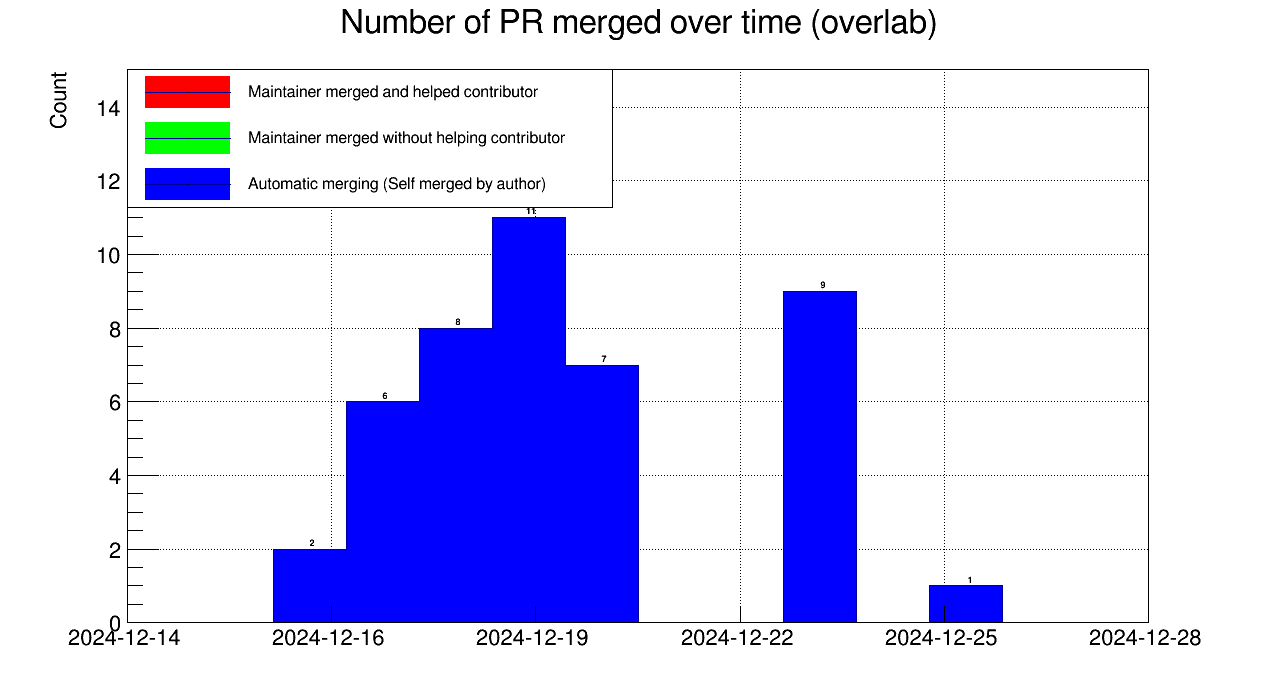 Number of PR merged over time (overlab)
Count
Maintainer merged and helped contributor
Maintainer merged without helping contributor
Automatic merging (Self merged by author)
14
12
10
8
6
4
2
0
2
6
8
11
7
9
1
2024-12-14 2024-12-16 2024-12-19 2024-12-22 2024-12-25 2024-12-28